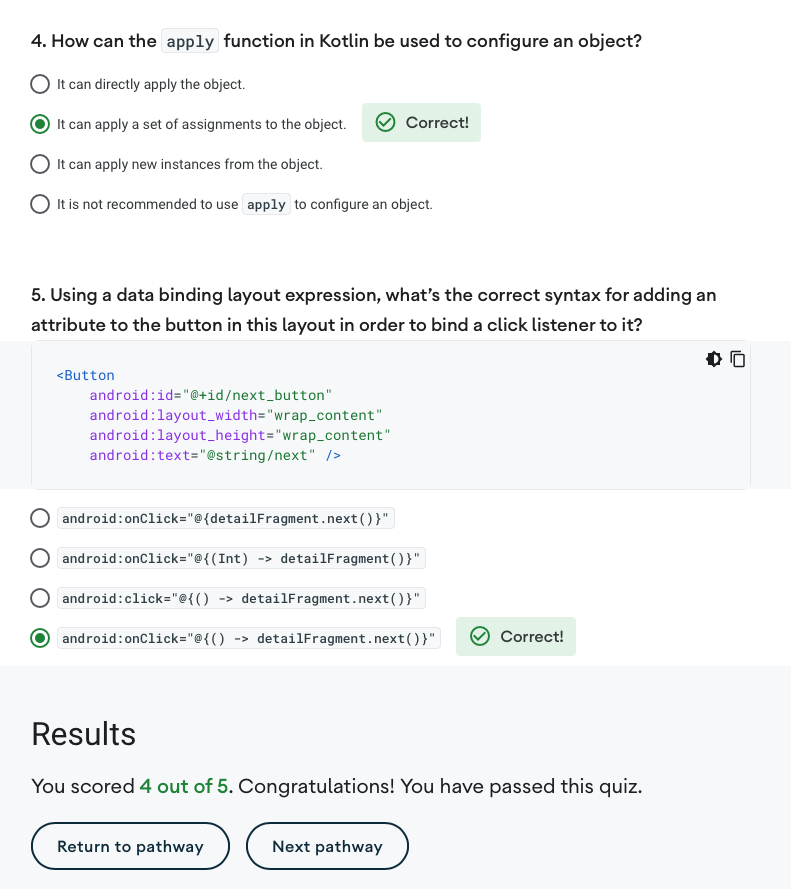 4. How can the apply function in Kotlin be used to configure an object?
It can directly apply the object.
It can apply a set of assignments to the object. Correct!
It can apply new instances from the object.
It is not recommended to use apply to configure an object.
5. Using a data binding layout expression, what's the correct syntax for adding an
attribute to the button in this layout in order to bind a click listener to it?
<Button
android:id="@+id/next_button"
android:layout_width="wrap_content"
android:layout_height="wrap_content"
android:text="@string/next" />
android:onClick="@{detailFragment.next()}"
android:onClick="@{(Int) -> detailFragment()}"
android:click="@{() -> detailFragment.next()}"
android:onClick="@{() -> detailFragment.next()}" Correct!
Results
You scored 4 out of 5. Congratulations! You have passed this quiz.
Return to pathway Next pathway